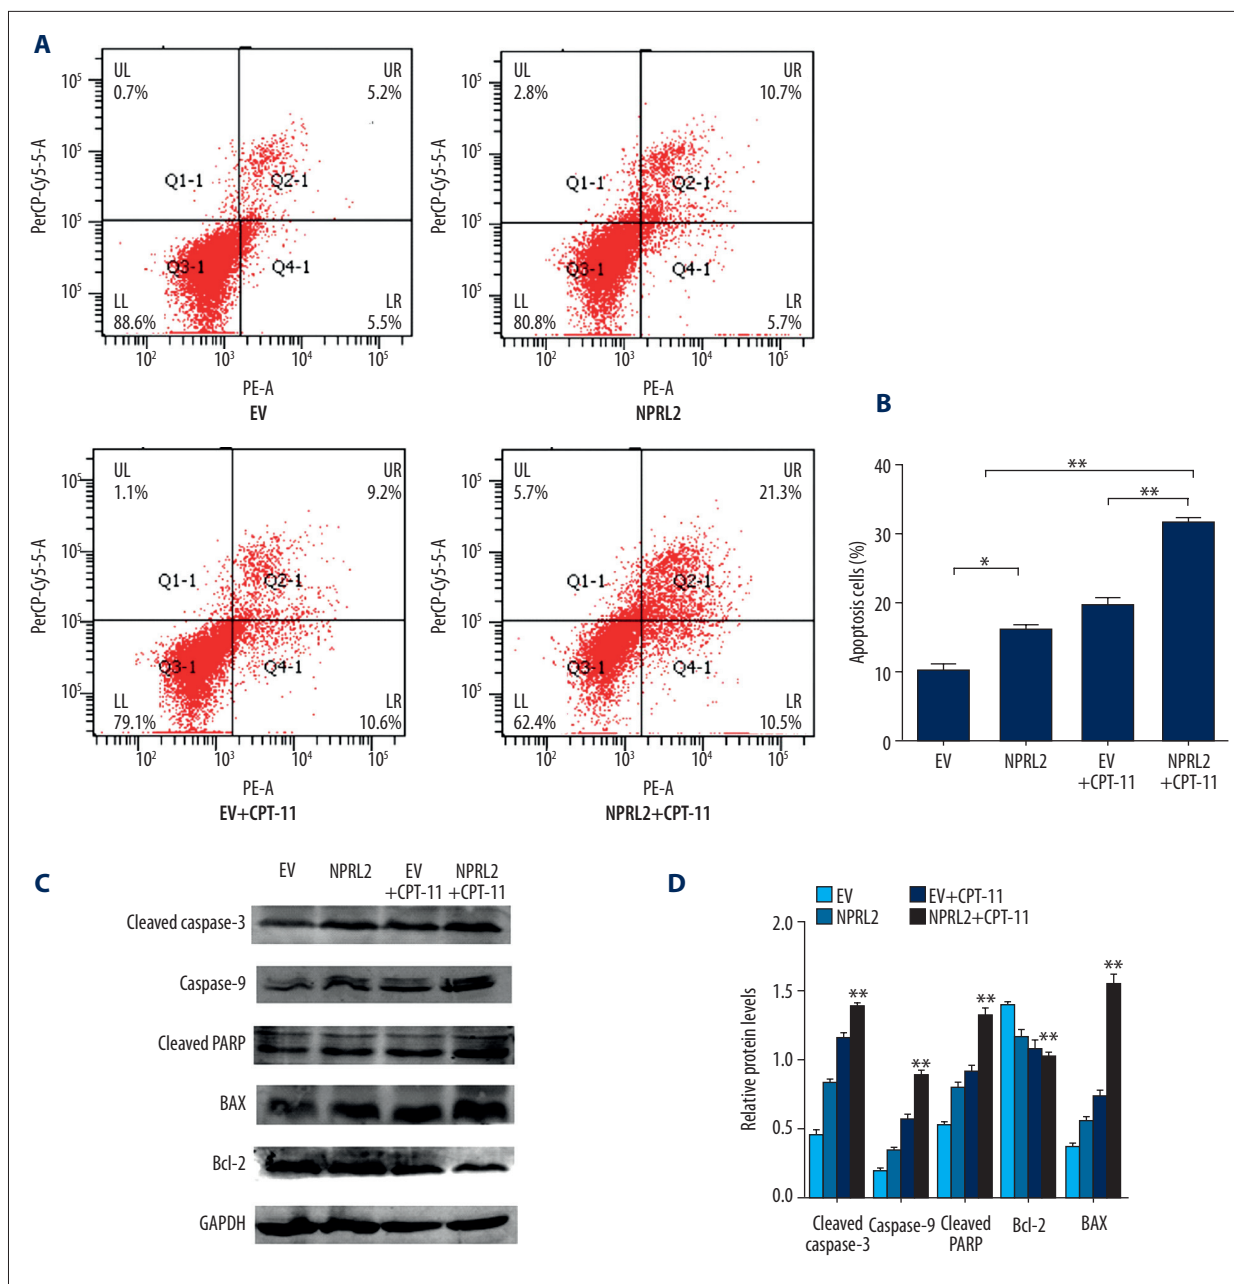 A
UL
0.7%
UR
5.2%
10⁵
10⁵
10⁵
10⁵
Q1-1
Q2-1
Q3-1
Q4-1
LL
88.6%
LR
5.5%
10²
10³
10⁴
10⁵
PerCP-Cy5-5-A
PE-A
EV
UL
2.8%
UR
10.7%
10⁵
10⁵
10⁵
10⁵
Q1-1
Q2-1
Q3-1
Q4-1
LL
80.8%
LR
5.7%
10²
10³
10⁴
10⁵
PerCP-Cy5-5-A
PE-A
NPRL2
UL
1.1%
UR
9.2%
10⁵
10⁵
10⁵
10⁵
Q1-1
Q2-1
Q3-1
Q4-1
LL
79.1%
LR
10.6%
10²
10³
10⁴
10⁵
PerCP-Cy5-5-A
PE-A
EV+CPT-11
UL
5.7%
UR
21.3%
10⁵
10⁵
10⁵
10⁵
Q1-1
Q2-1
Q3-1
Q4-1
LL
62.4%
LR
10.5%
10²
10³
10⁴
10⁵
PerCP-Cy5-5-A
PE-A
NPRL2+CPT-11
B
Apoptosis cells (%)
40
30
20
10
0
*
**
**
EV
NPRL2
EV
+CPT-11
NPRL2
+CPT-11
C
EV
NPRL2
EV
+CPT-11
NPRL2
+CPT-11
Cleaved caspase-3
Caspase-9
Cleaved PARP
BAX
Bcl-2
GAPDH
D
EV
NPRL2
EV+CPT-11
NPRL2+CPT-11
Relative protein levels
2.0
1.5
1.0
0.5
0.0
**
**
**
**
**
Cleaved
caspase-3
Caspase-9
Cleaved
PARP
Bcl-2
BAX